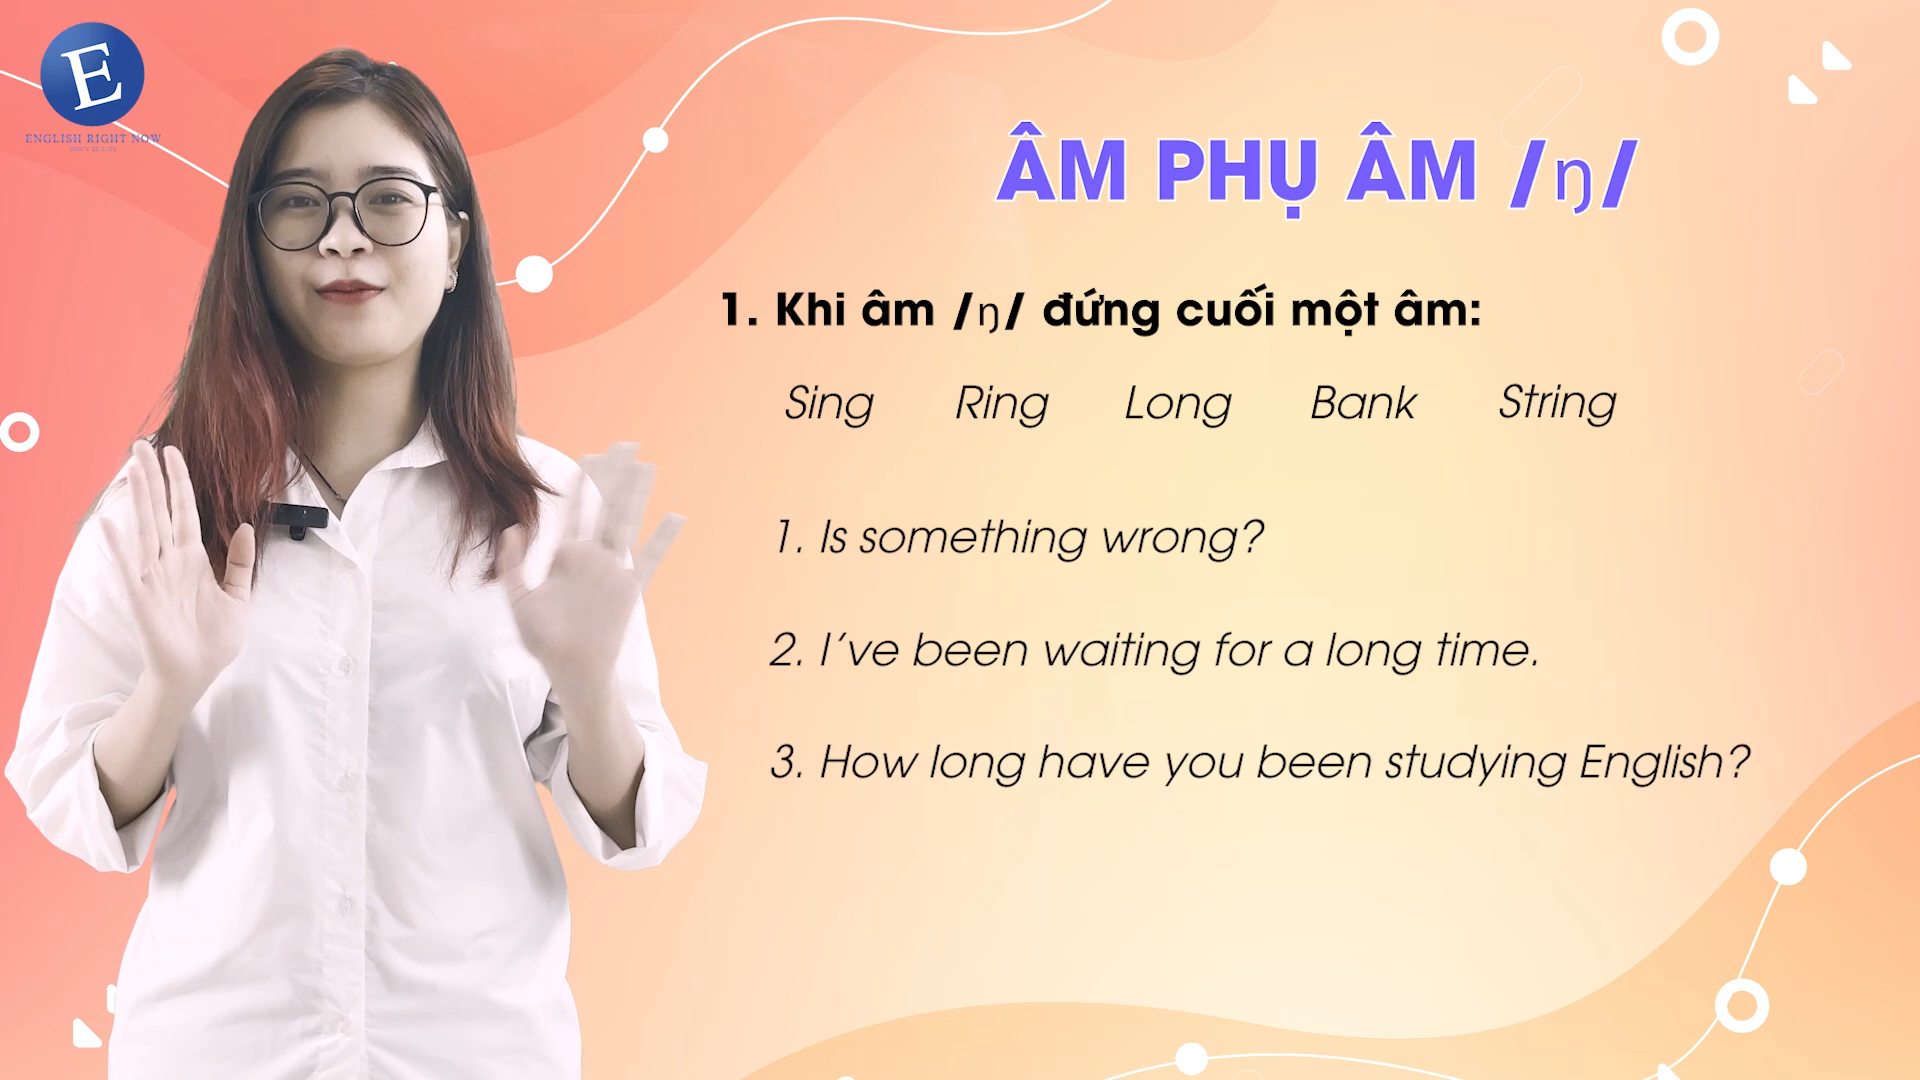 E
ENGLISH RIGHT NOW
ÂM PHỤ ÂM /ŋ/
1. Khi âm /ŋ/ đứng cuối một âm:
Sing Ring Long Bank String
1. Is something wrong?
2. I've been waiting for a long time.
3. How long have you been studying English?